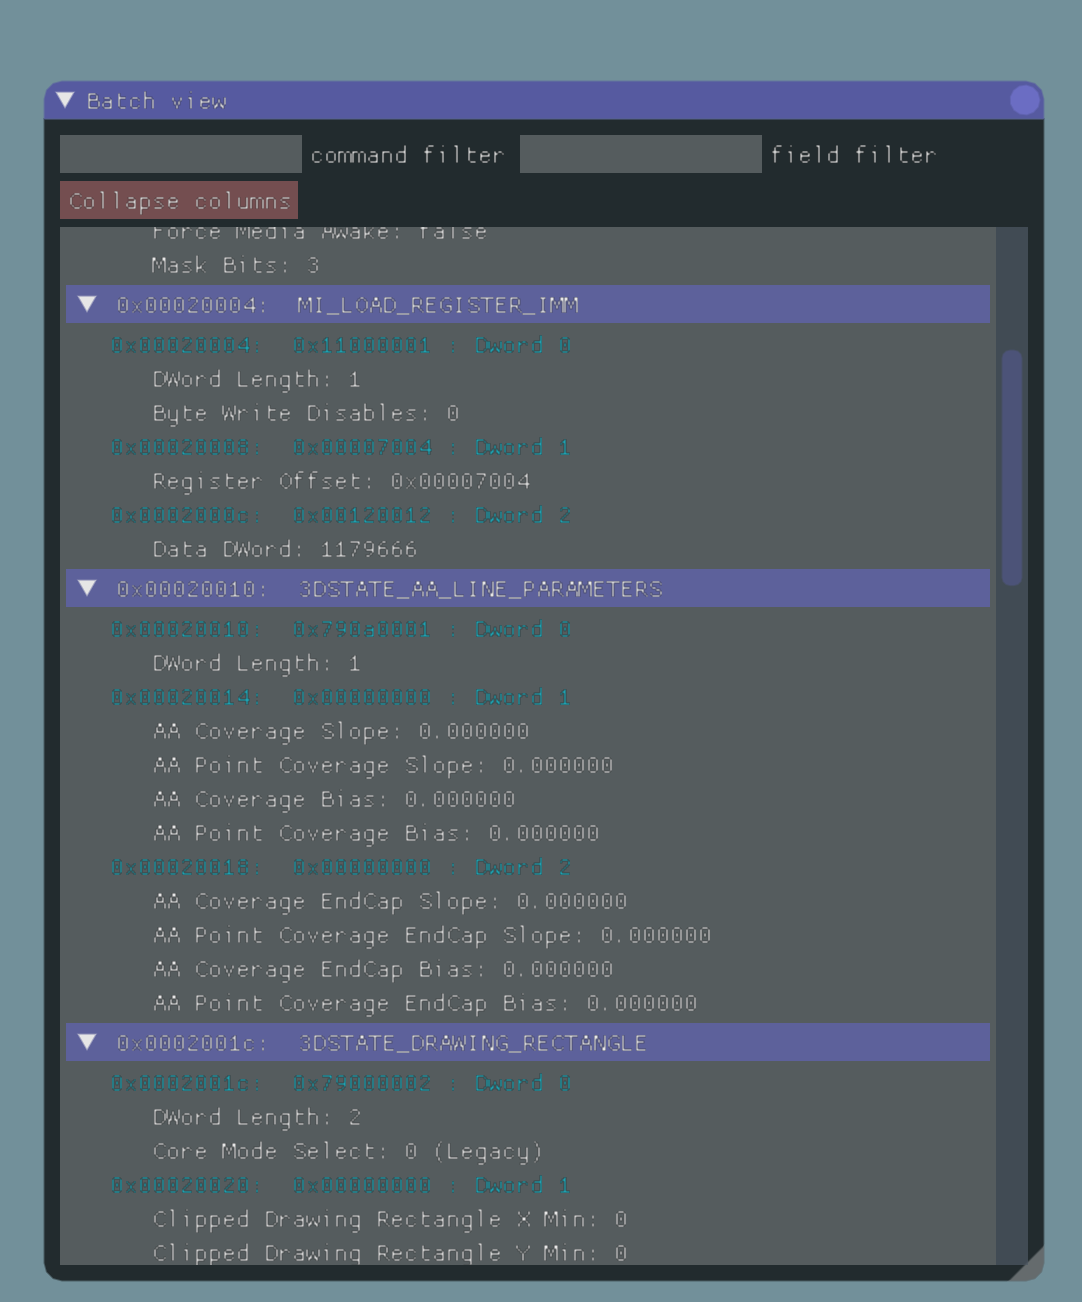 Batch view
command filter field filter
Collapse columns
Force Media Awake: false
Mask Bits: 3
0x00020004: MI_LOAD_REGISTER_IMM
0x00020004: 0x11000001 : Dword 0
DWord Length: 1
Byte Write Disables: 0
0x00020008: 0x00007004 : Dword 1
Register Offset: 0x00007004
0x0002000c: 0x00120012 : Dword 2
Data DWord: 1179666
0x00020010: 3DSTATE_AA_LINE_PARAMETERS
0x00020010: 0x790a0001 : Dword 0
DWord Length: 1
0x00020014: 0x00000000 : Dword 1
AA Coverage Slope: 0.000000
AA Point Coverage Slope: 0.000000
AA Coverage Bias: 0.000000
AA Point Coverage Bias: 0.000000
0x00020018: 0x00000000 : Dword 2
AA Coverage EndCap Slope: 0.000000
AA Point Coverage EndCap Slope: 0.000000
AA Coverage EndCap Bias: 0.000000
AA Point Coverage EndCap Bias: 0.000000
0x0002001c: 3DSTATE_DRAWING_RECTANGLE
0x0002001c: 0x79000002 : Dword 0
DWord Length: 2
Core Mode Select: 0 (Legacy)
0x00020020: 0x00000000 : Dword 1
Clipped Drawing Rectangle X Min: 0
Clipped Drawing Rectangle Y Min: 0